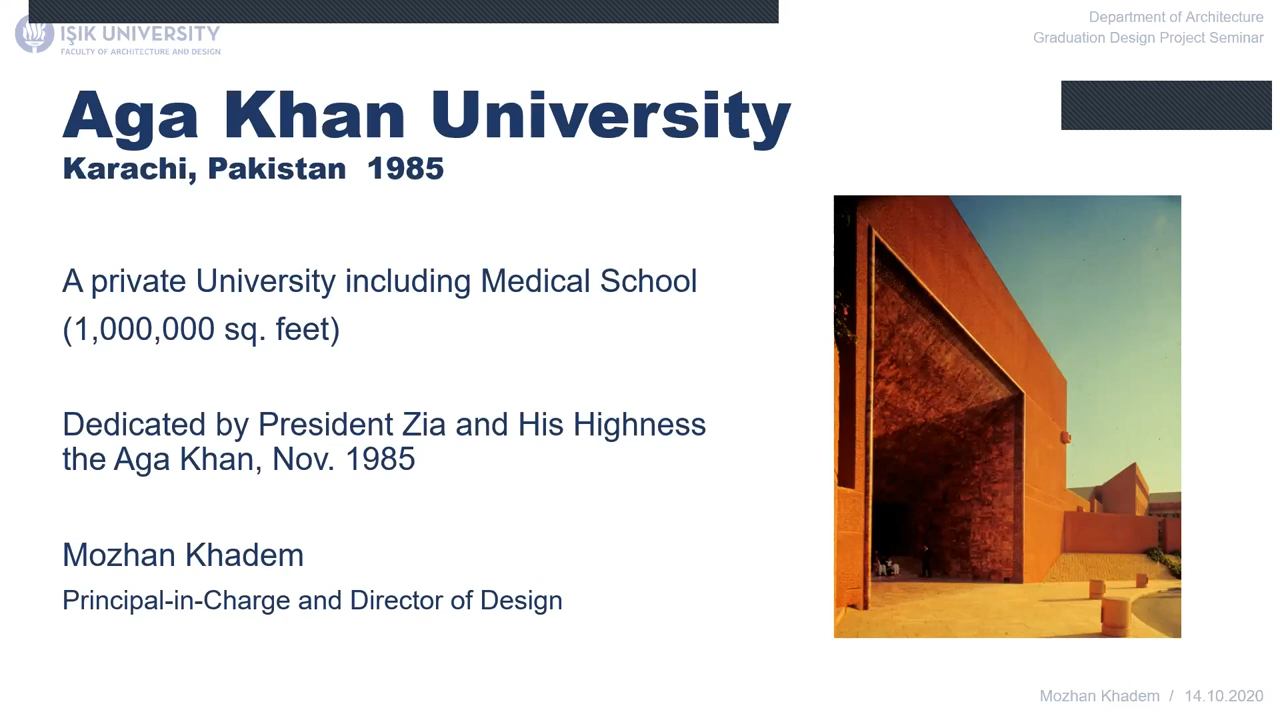 IŞIK UNIVERSITY
FACULTY OF ARCHITECTURE AND DESIGN
Department of Architecture
Graduation Design Project Seminar
Aga Khan University
Karachi, Pakistan 1985
A private University including Medical School
(1,000,000 sq. feet)
Dedicated by President Zia and His Highness
the Aga Khan, Nov. 1985
Mozhan Khadem
Principal-in-Charge and Director of Design
Mozhan Khadem / 14.10.2020